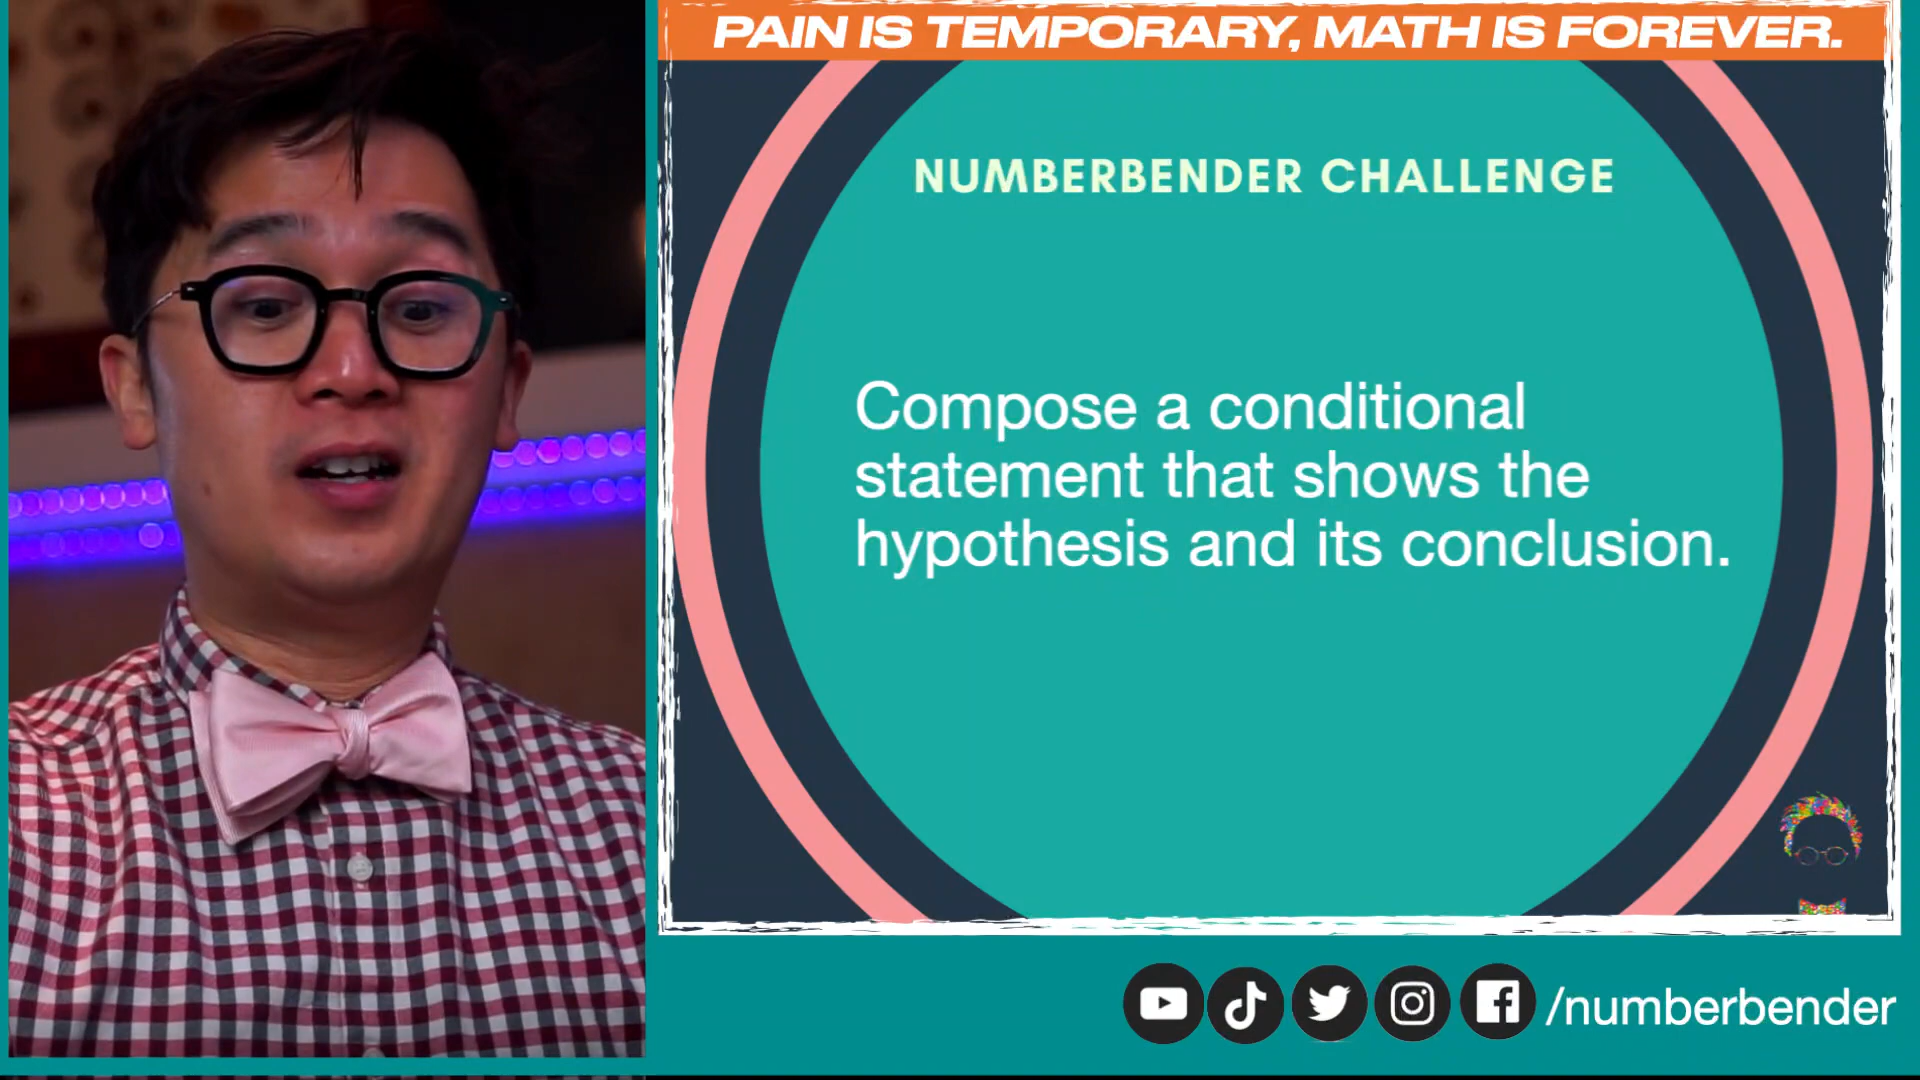 PAIN IS TEMPORARY, MATH IS FOREVER.
NUMBERBENDER CHALLENGE
Compose a conditional
statement that shows the
hypothesis and its conclusion.
/numberbender